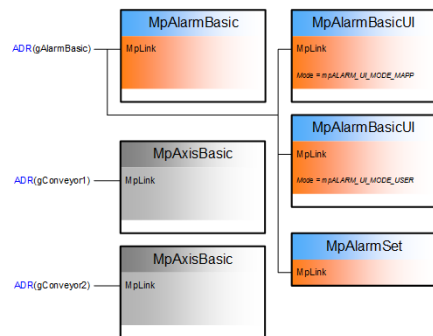 MpAlarmBasic
MpAlarmBasicUI
ADR(gAlarmBasic)
MpLink
MpLink
Mode = mpALARM_UI_MODE_MAPP
MpAlarmBasicUI
MpLink
Mode = mpALARM_UI_MODE_USER
MpAxisBasic
ADR(gConveyor1)
MpLink
MpAlarmSet
MpLink
MpAxisBasic
ADR(gConveyor2)
MpLink